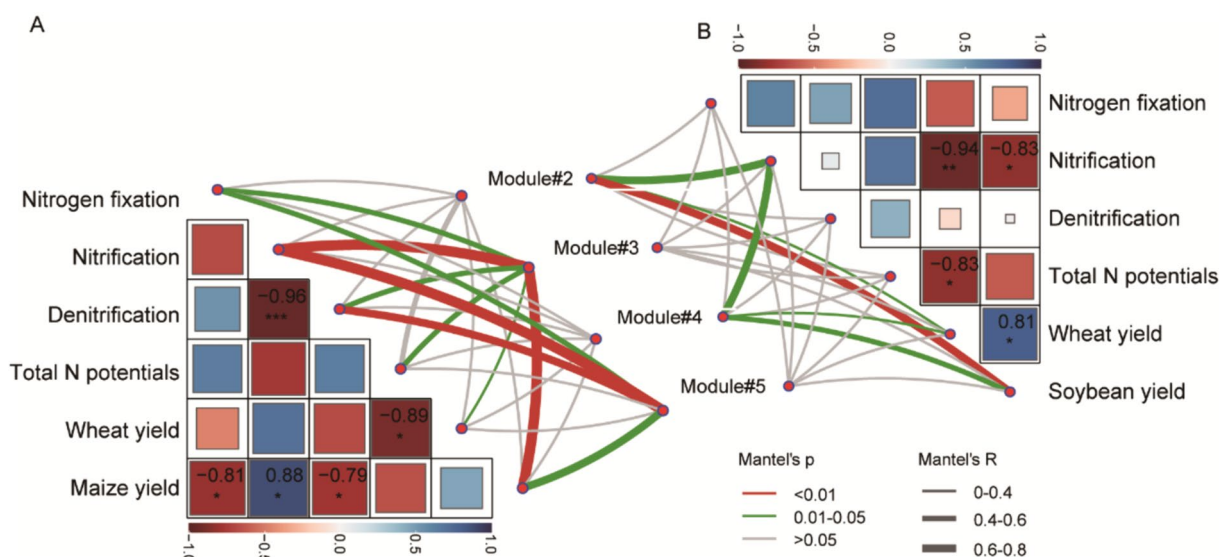 A
B
−1.0
−0.5
0.0
0.5
1.0
Nitrogen fixation
−0.94
**
−0.83
*
Nitrification
Denitrification
−0.83
*
Total N potentials
0.81
*
Wheat yield
Soybean yield
Module#2
Module#3
Module#4
Module#5
Nitrogen fixation
Nitrification
Denitrification
−0.96
***
Total N potentials
Wheat yield
−0.89
*
Maize yield
−0.81
*
0.88
*
−0.79
*
−1.0
−0.5
0.0
0.5
1.0
Mantel's p
<0.01
0.01-0.05
>0.05
Mantel's R
0-0.4
0.4-0.6
0.6-0.8